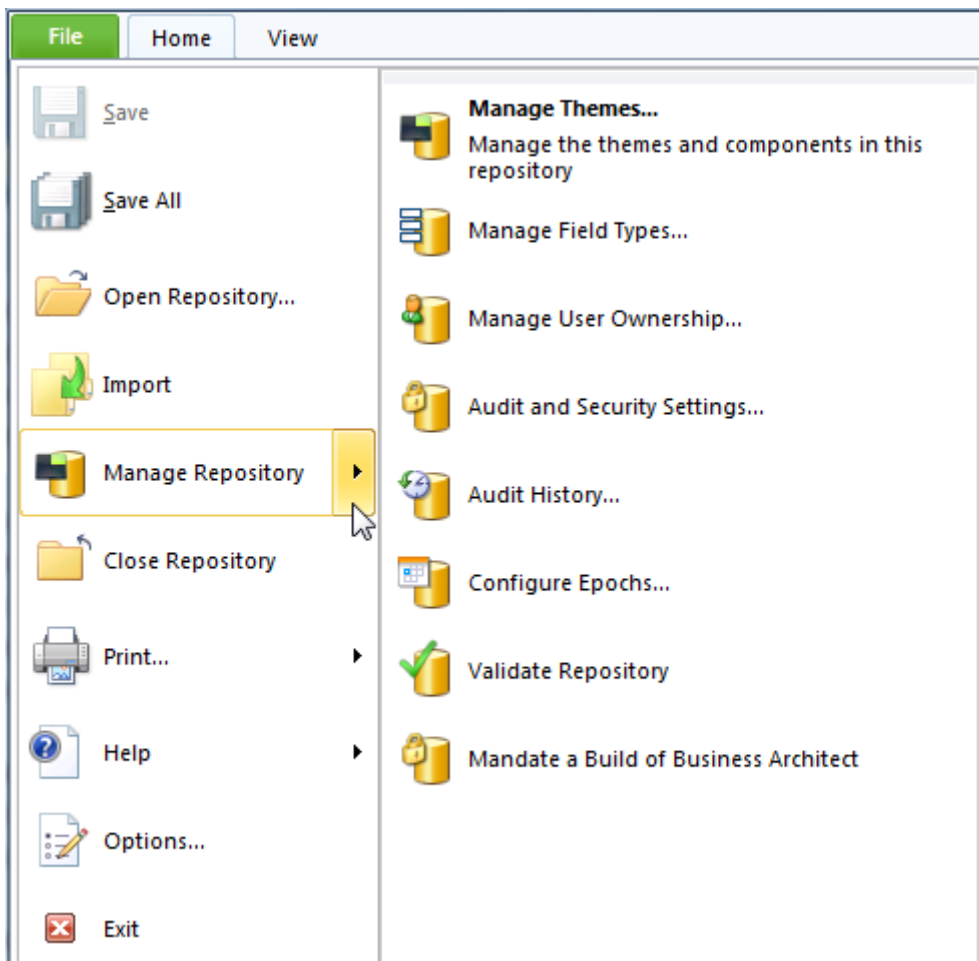 File Home View
Save
Save All
Open Repository...
Import
Manage Repository
Close Repository
Print...
Help
Options...
Exit
Manage Themes...
Manage the themes and components in this
repository
Manage Field Types...
Manage User Ownership...
Audit and Security Settings...
Audit History...
Configure Epochs...
Validate Repository
Mandate a Build of Business Architect